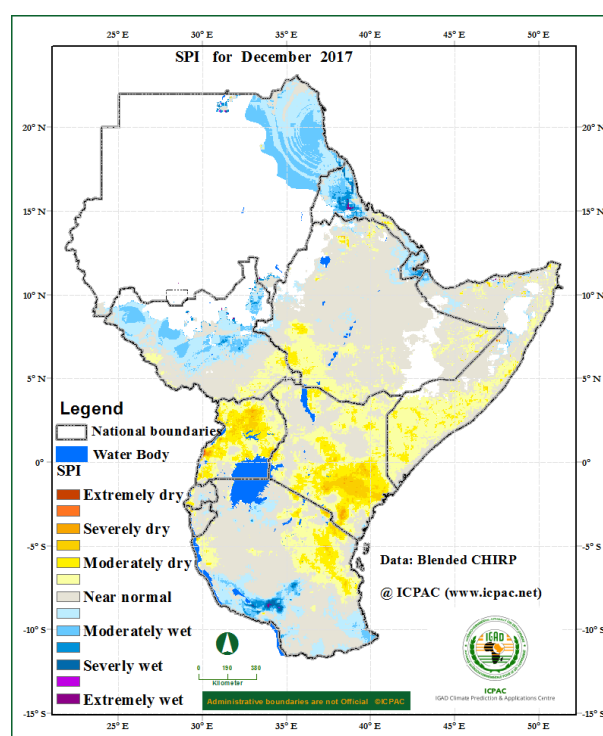 25°E 30°E 35°E 40°E 45°E 50°E
SPI for December 2017
20° N 20° N
15° N 15° N
10° N 10° N
5° N 5° N
Legend
National boundaries
Water Body
0° 0°
SPI
Extremely dry
Severely dry
-5°S -5°S
Moderately dry
Data: Blended CHIRP
Near normal
@ ICPAC (www.icpac.net)
Moderately wet
-10°S -10°S
Severly wet
0 190 380
Kilometer
IGAD
ICPAC
IGAD Climate Prediction & Applications Centre
Extremely wet
Administrative boundaries are not Official ©ICPAC
-15°S -15°S
25°E 30°E 35°E 40°E 45°E 50°E